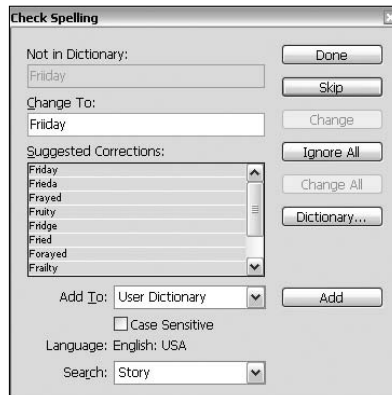 Check Spelling
Not in Dictionary:
Friiday
Change To:
Friiday
Suggested Corrections:
Friday
Frieda
Frayed
Fruity
Fridge
Fried
Forayed
Frailty
Add To: User Dictionary
Case Sensitive
Language: English: USA
Search: Story
Done
Skip
Change
Ignore All
Change All
Dictionary...
Add